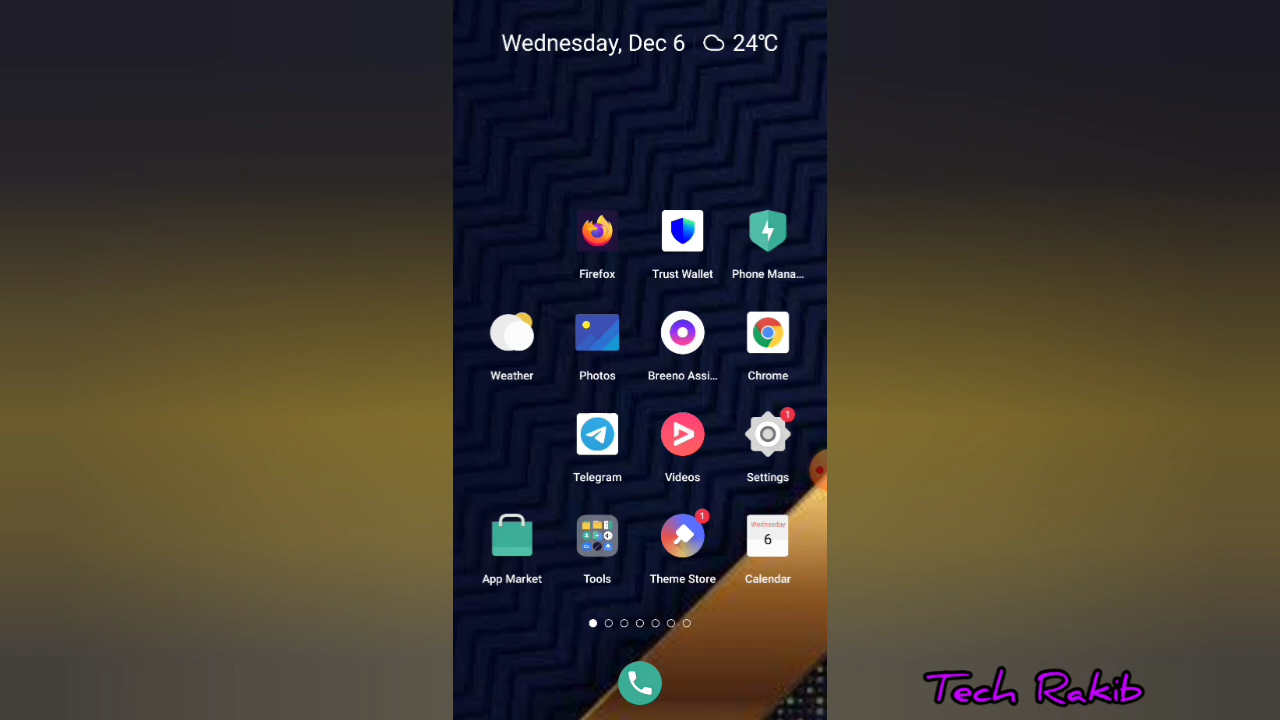 Wednesday, Dec 6 24°C
Firefox Trust Wallet Phone Mana...
Weather Photos Breeno Assi... Chrome
1
Telegram Videos Settings
1
Wednesday
6
App Market Tools Theme Store Calendar
Tech Rakib